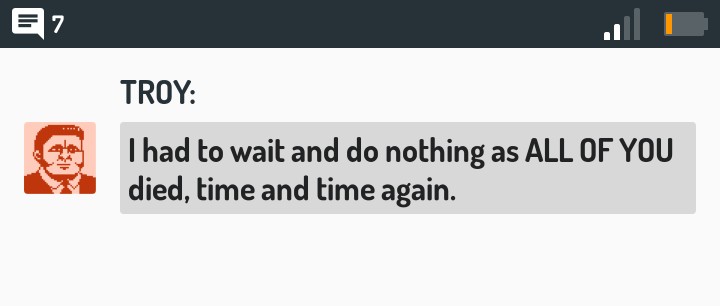 7
TROY:
I had to wait and do nothing as ALL OF YOU
died, time and time again.